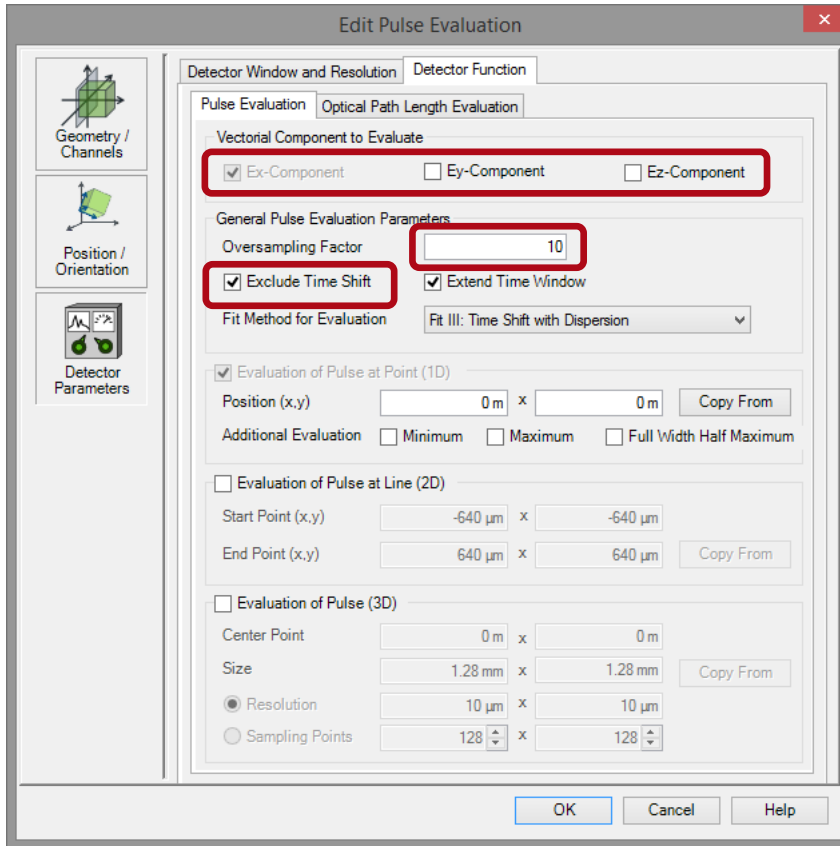 Edit Pulse Evaluation
×
Geometry /
Channels
Position /
Orientation
Detector
Parameters
Detector Window and Resolution Detector Function
Pulse Evaluation Optical Path Length Evaluation
Vectorial Component to Evaluate
Ex-Component Ey-Component Ez-Component
General Pulse Evaluation Parameters
Oversampling Factor 10
Exclude Time Shift Extend Time Window
Fit Method for Evaluation Fit III: Time Shift with Dispersion
Evaluation of Pulse at Point (1D)
Position (x,y) 0 m x 0 m Copy From
Additional Evaluation Minimum Maximum Full Width Half Maximum
Evaluation of Pulse at Line (2D)
Start Point (x,y) -640 µm x -640 µm
End Point (x,y) 640 µm x 640 µm Copy From
Evaluation of Pulse (3D)
Center Point 0 m x 0 m
Size 1.28 mm x 1.28 mm Copy From
Resolution 10 µm x 10 µm
Sampling Points 128 x 128
OK Cancel Help